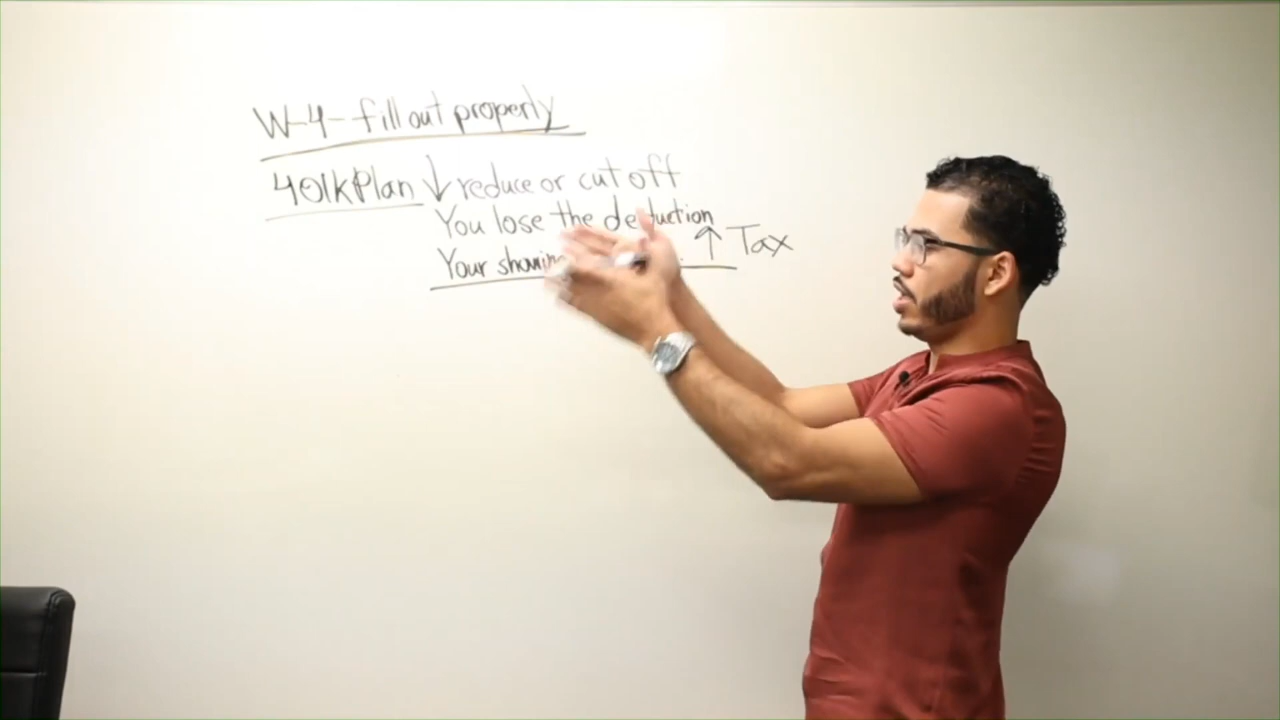 W-4 - fill out properly
401k Plan ↓ reduce or cut off
You lose the deduction
Your showing ↑ Tax